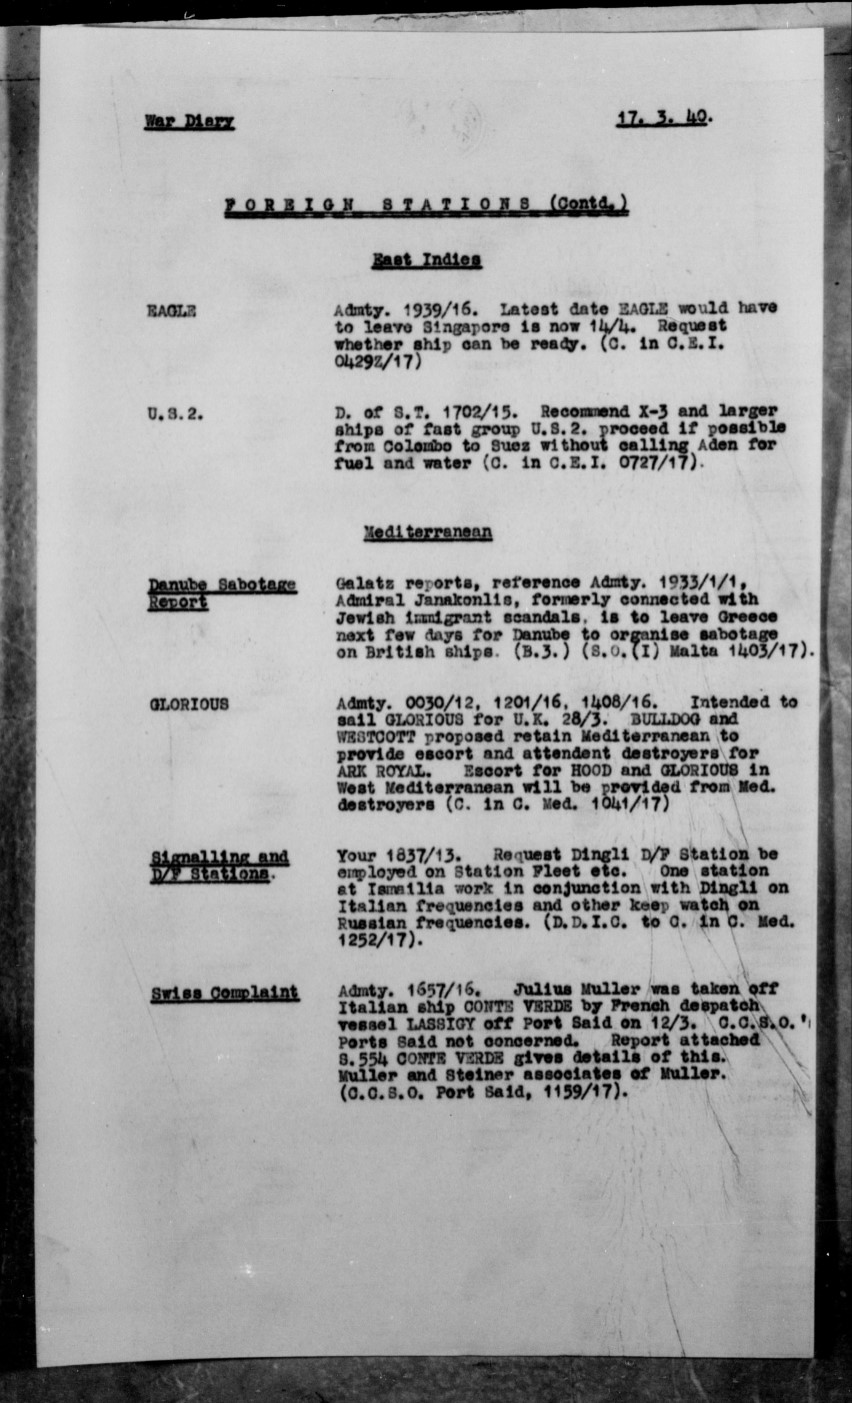 War Diary 17. 3. 40.
FOREIGN STATIONS (Contd.)
East Indies
EAGLE Admty. 1939/16. Latest date EAGLE would have
to leave Singapore is now 14/4. Request
whether ship can be ready. (C. in C.E.I.
0429Z/17)
U.S.2. D. of S.T. 1702/15. Recommend X-3 and larger
ships of fast group U.S.2. proceed if possible
from Colombo to Suez without calling Aden for
fuel and water (C. in C.E.I. 0727/17).
Mediterranean
Danube Sabotage Galatz reports, reference Admty. 1933/1/1,
Report Admiral Janakonlis, formerly connected with
Jewish immigrant scandals, is to leave Greece
next few days for Danube to organise sabotage
on British ships. (B.3.) (S.O.(I) Malta 1403/17).
GLORIOUS Admty. 0030/12, 1201/16, 1408/16. Intended to
sail GLORIOUS for U.K. 28/3. BULLDOG and
WESTCOTT proposed retain Mediterranean to
provide escort and attendent destroyers for
ARK ROYAL. Escort for HOOD and GLORIOUS in
West Mediterranean will be provided from Med.
destroyers (C. in C. Med. 1041/17)
Signalling and Your 1837/13. Request Dingli D/F Station be
D/F Stations. employed on Station Fleet etc. One station
at Ismailia work in conjunction with Dingli on
Italian frequencies and other keep watch on
Russian frequencies. (D.D.I.C. to C. in C. Med.
1252/17).
Swiss Complaint Admty. 1657/16. Julius Muller was taken off
Italian ship CONTE VERDE by French despatch
vessel LASSIGY off Port Said on 12/3. C.C.S.O.'
Ports Said not concerned. Report attached
S.554 CONTE VERDE gives details of this.
Muller and Steiner associates of Muller.
(C.C.S.O. Port Said, 1159/17).